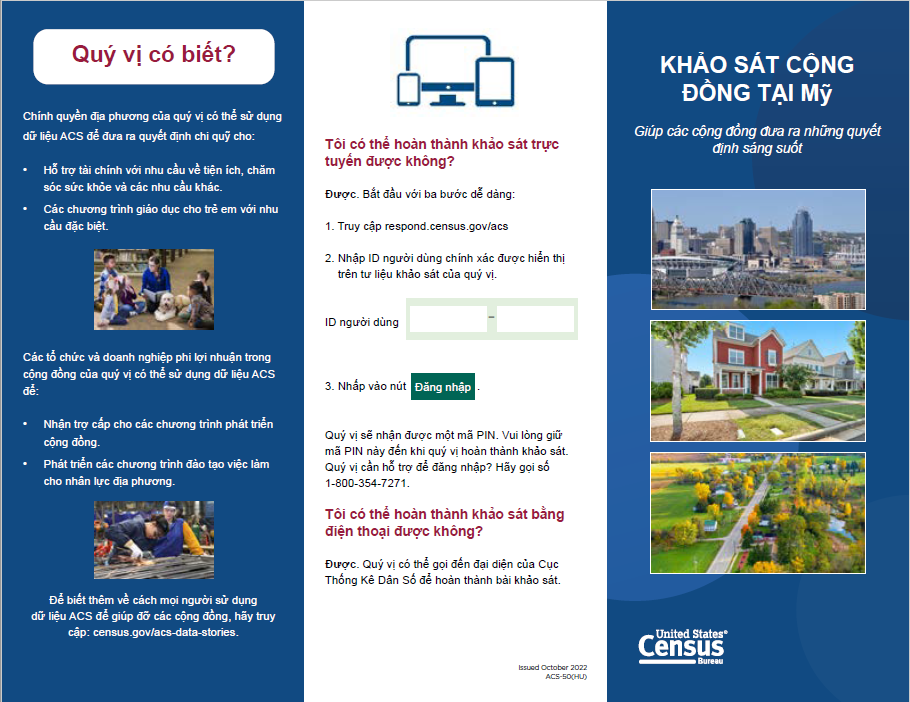 Quý vị có biết?
Chính quyền địa phương của quý vị có thể sử dụng
dữ liệu ACS để đưa ra quyết định chi quỹ cho:
• Hỗ trợ tài chính với nhu cầu về tiện ích, chăm
sóc sức khỏe và các nhu cầu khác.
• Các chương trình giáo dục cho trẻ em với nhu
cầu đặc biệt.
Các tổ chức và doanh nghiệp phi lợi nhuận trong
cộng đồng của quý vị có thể sử dụng dữ liệu ACS
để:
• Nhận trợ cấp cho các chương trình phát triển
cộng đồng.
• Phát triển các chương trình đào tạo việc làm
cho nhân lực địa phương.
Để biết thêm về cách mọi người sử dụng
dữ liệu ACS để giúp đỡ các cộng đồng, hãy truy
cập: census.gov/acs-data-stories.
Tôi có thể hoàn thành khảo sát trực
tuyến được không?
Được. Bắt đầu với ba bước dễ dàng:
1. Truy cập respond.census.gov/acs
2. Nhập ID người dùng chính xác được hiển thị
trên tư liệu khảo sát của quý vị.
ID người dùng –
3. Nhấp vào nút Đăng nhập .
Quý vị sẽ nhận được một mã PIN. Vui lòng giữ
mã PIN này đến khi quý vị hoàn thành khảo sát.
Quý vị cần hỗ trợ để đăng nhập? Hãy gọi số
1-800-354-7271.
Tôi có thể hoàn thành khảo sát bằng
điện thoại được không?
Được. Quý vị có thể gọi đến đại diện của Cục
Thống Kê Dân Số để hoàn thành bài khảo sát.
Issued October 2022
ACS-50(HU)
KHẢO SÁT CỘNG
ĐỒNG TẠI Mỹ
Giúp các cộng đồng đưa ra những quyết
định sáng suốt
United States®
Census
Bureau